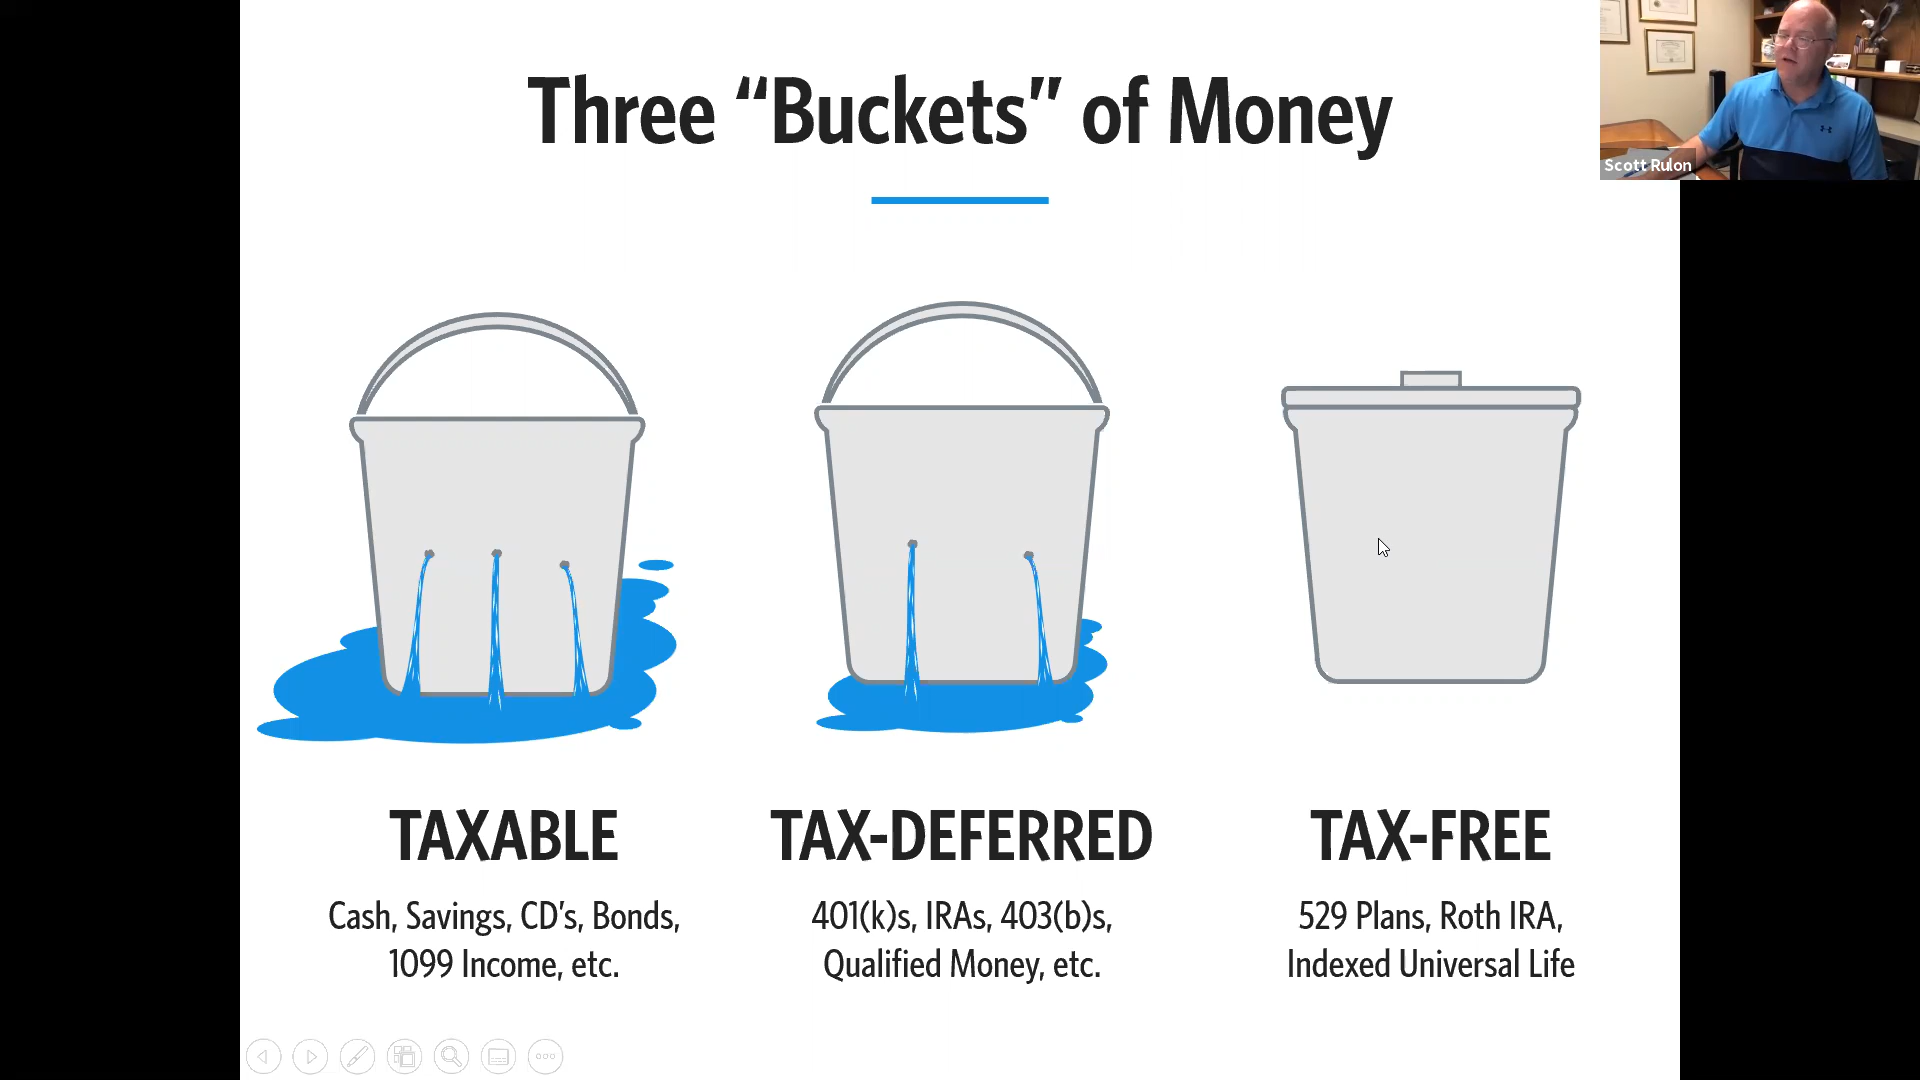 Three “Buckets” of Money
Scott Rulon
TAXABLE
Cash, Savings, CD’s, Bonds,
1099 Income, etc.
TAX-DEFERRED
401(k)s, IRAs, 403(b)s,
Qualified Money, etc.
TAX-FREE
529 Plans, Roth IRA,
Indexed Universal Life